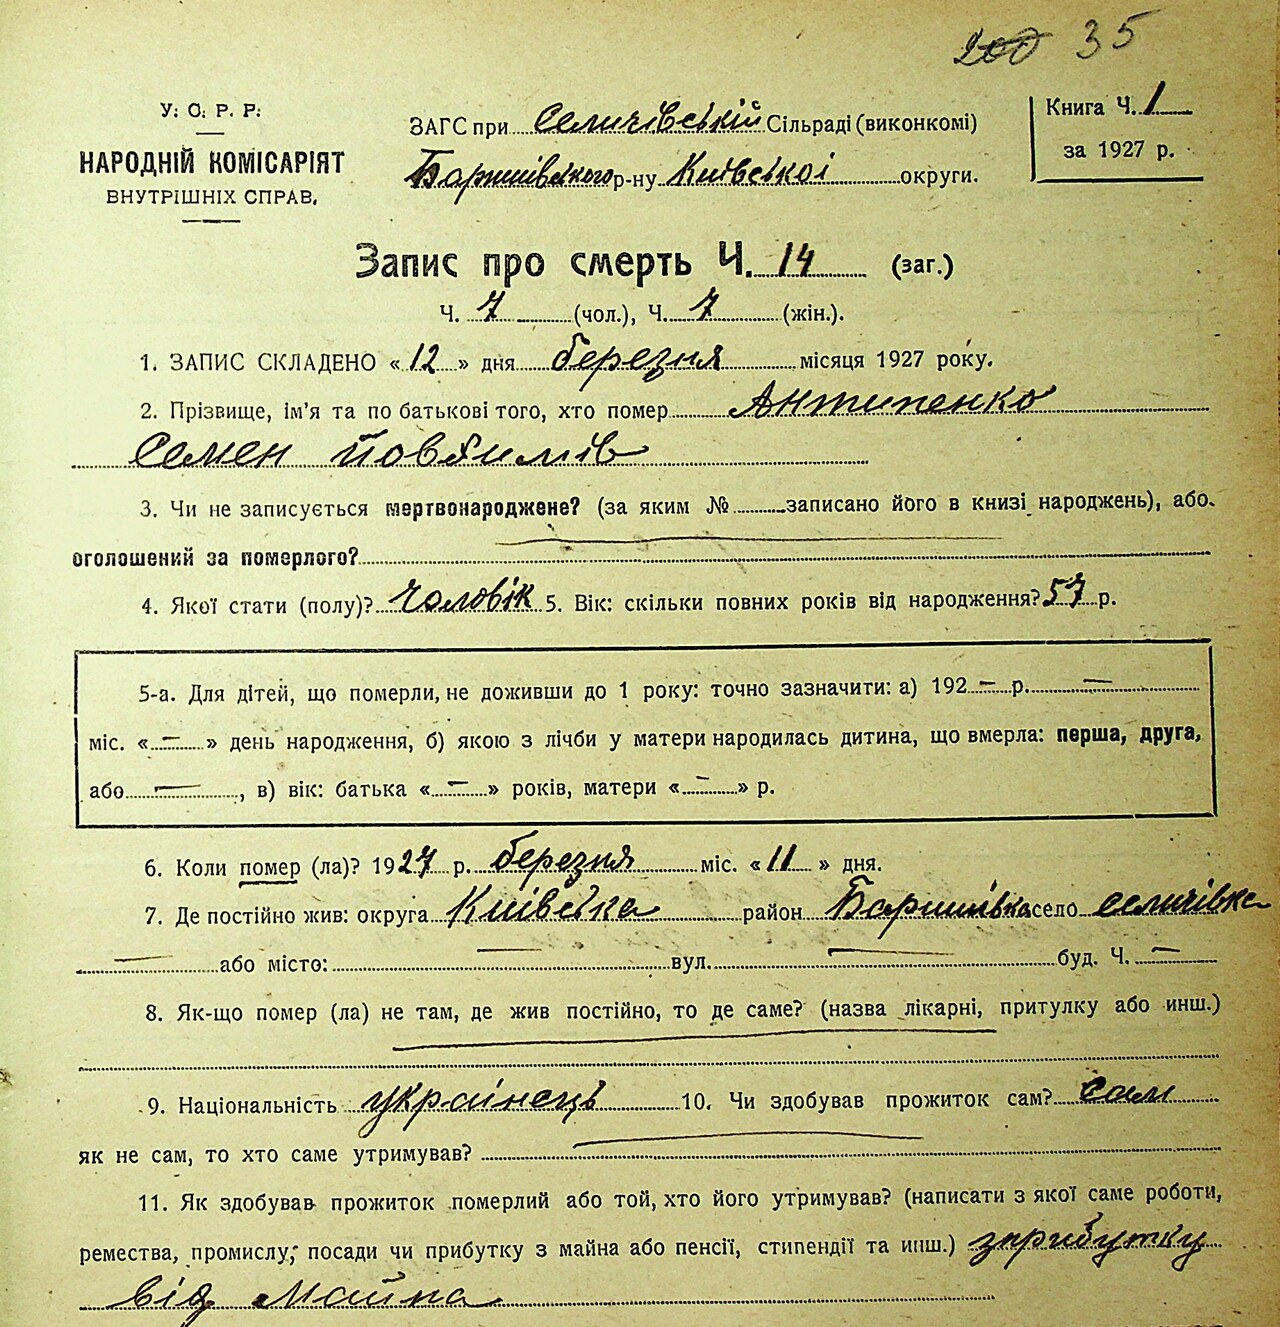 200 35
У. С. Р. Р.
НАРОДНІЙ КОМІСАРІЯТ
ВНУТРІШНІХ СПРАВ.
ЗАГС при Селичівській Сільраді (виконкомі)
Баришівського р-ну Київської округи.
Книга Ч. 1
за 1927 р.
Запис про смерть Ч. 14 (заг.)
Ч. 7 (чол.), Ч. 7 (жін.).
1. ЗАПИС СКЛАДЕНО «12» дня березня місяця 1927 року.
2. Прізвище, ім'я та по батькові того, хто помер Антипенко
Семен Йовхимів
3. Чи не записується мертвонароджене? (за яким № записано його в книзі народжень), або
оголошений за померлого?
4. Якої стати (полу)? Чоловік 5. Вік: скільки повних років від народження? 57 р.
5-а. Для дітей, що померли, не доживши до 1 року: точно зазначити: а) 192 — р. —
міс. «—» день народження, б) якою з лічби у матери народилась дитина, що вмерла: перша, друга,
або —, в) вік: батька «—» років, матери «—» р.
6. Коли помер (ла)? 1927 р. березня міс. «11» дня.
7. Де постійно жив: округа Київська район Баришівка село Селичівка
— або місто: — вул. — буд. Ч. —
8. Як-що помер (ла) не там, де жив постійно, то де саме? (назва лікарні, притулку або инш.)
9. Національність українець 10. Чи здобував прожиток сам? сам
як не сам, то хто саме утримував?
11. Як здобував прожиток померлий або той, хто його утримував? (написати з якої саме роботи,
ремества, промислу, посади чи прибутку з майна або пенсії, стипендії та инш.) зприбутку
від Майна